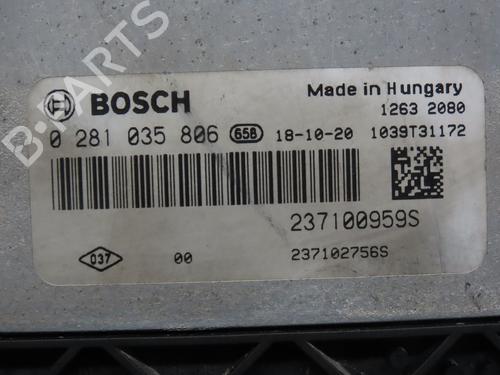 B-PARTS
BOSCH
Made in Hungary
1263 2080
0 281 035 806 658 18-10-20 1039T31172
237100959S
037 00 237102756S